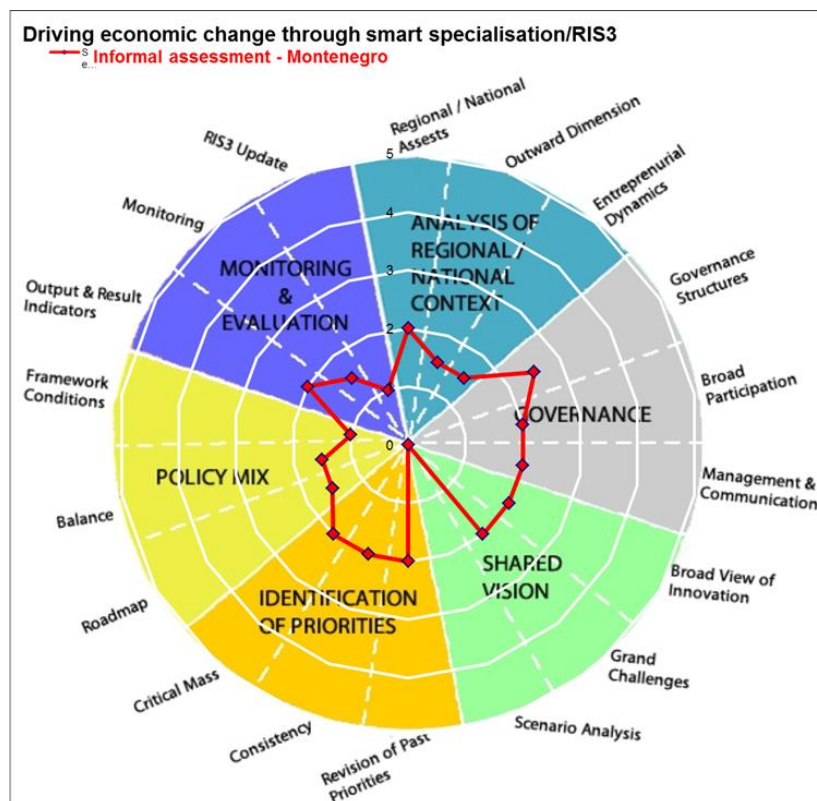 Driving economic change through smart specialisation/RIS3
S
e...
Informal assessment - Montenegro
Regional / National
Assests
Outward Dimension
Entreprenurial
Dynamics
Governance
Structures
Broad
Participation
Management &
Communication
Broad View of
Innovation
Grand
Challenges
Scenario Analysis
Revision of Past
Priorities
Consistency
Critical Mass
Roadmap
Balance
Framework
Conditions
Output & Result
Indicators
Monitoring
RIS3 Update
5
4
3
2
0
ANALYSIS OF
REGIONAL /
NATIONAL
CONTEXT
GOVERNANCE
SHARED
VISION
IDENTIFICATION
OF PRIORITIES
POLICY MIX
MONITORING
&
EVALUATION